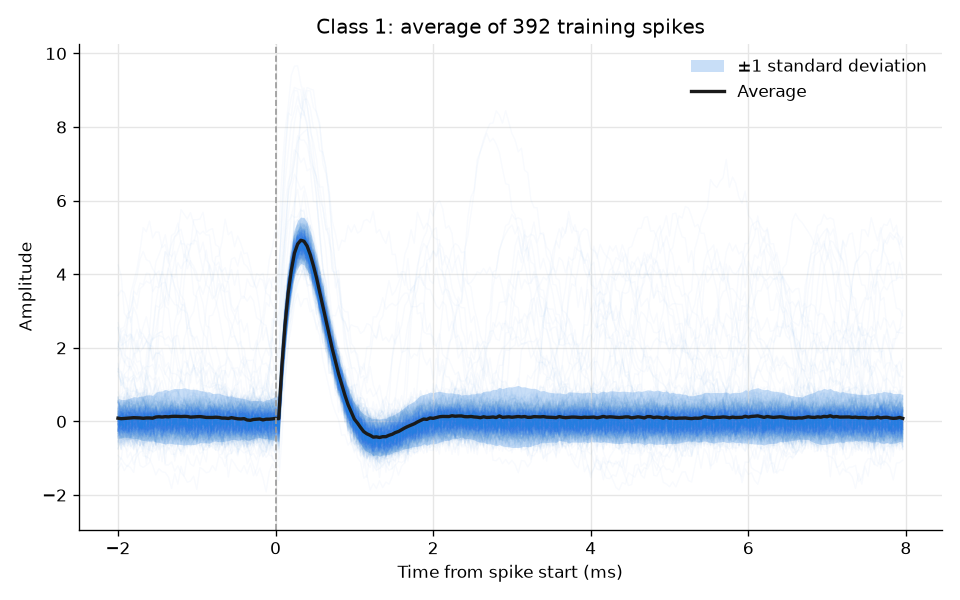 Class 1: average of 392 training spikes
±1 standard deviation
Average
Amplitude
10
8
6
4
2
0
−2
−2 0 2 4 6 8
Time from spike start (ms)